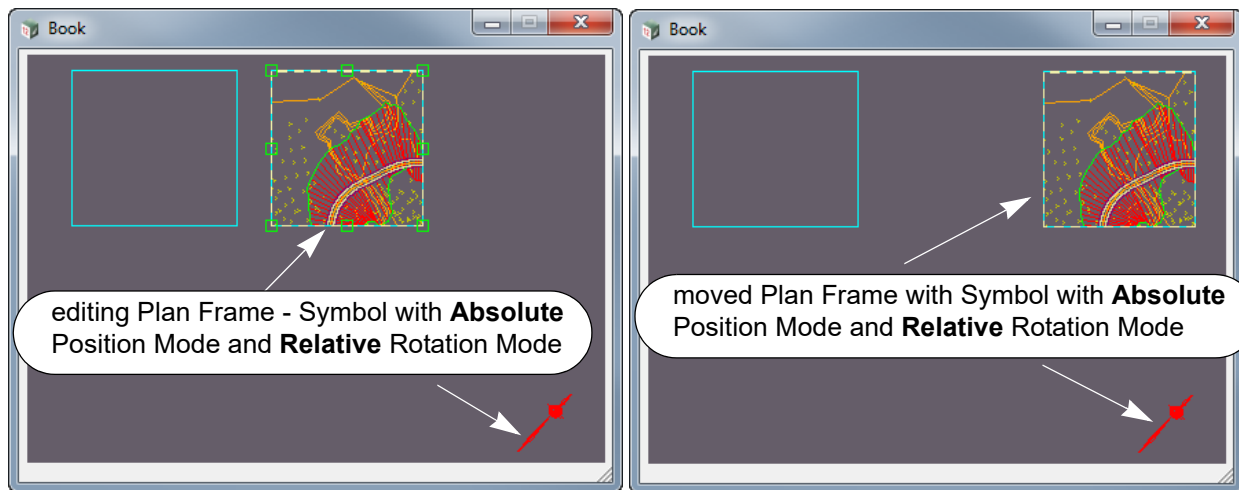 Book
editing Plan Frame - Symbol with Absolute
Position Mode and Relative Rotation Mode
Book
moved Plan Frame with Symbol with Absolute
Position Mode and Relative Rotation Mode